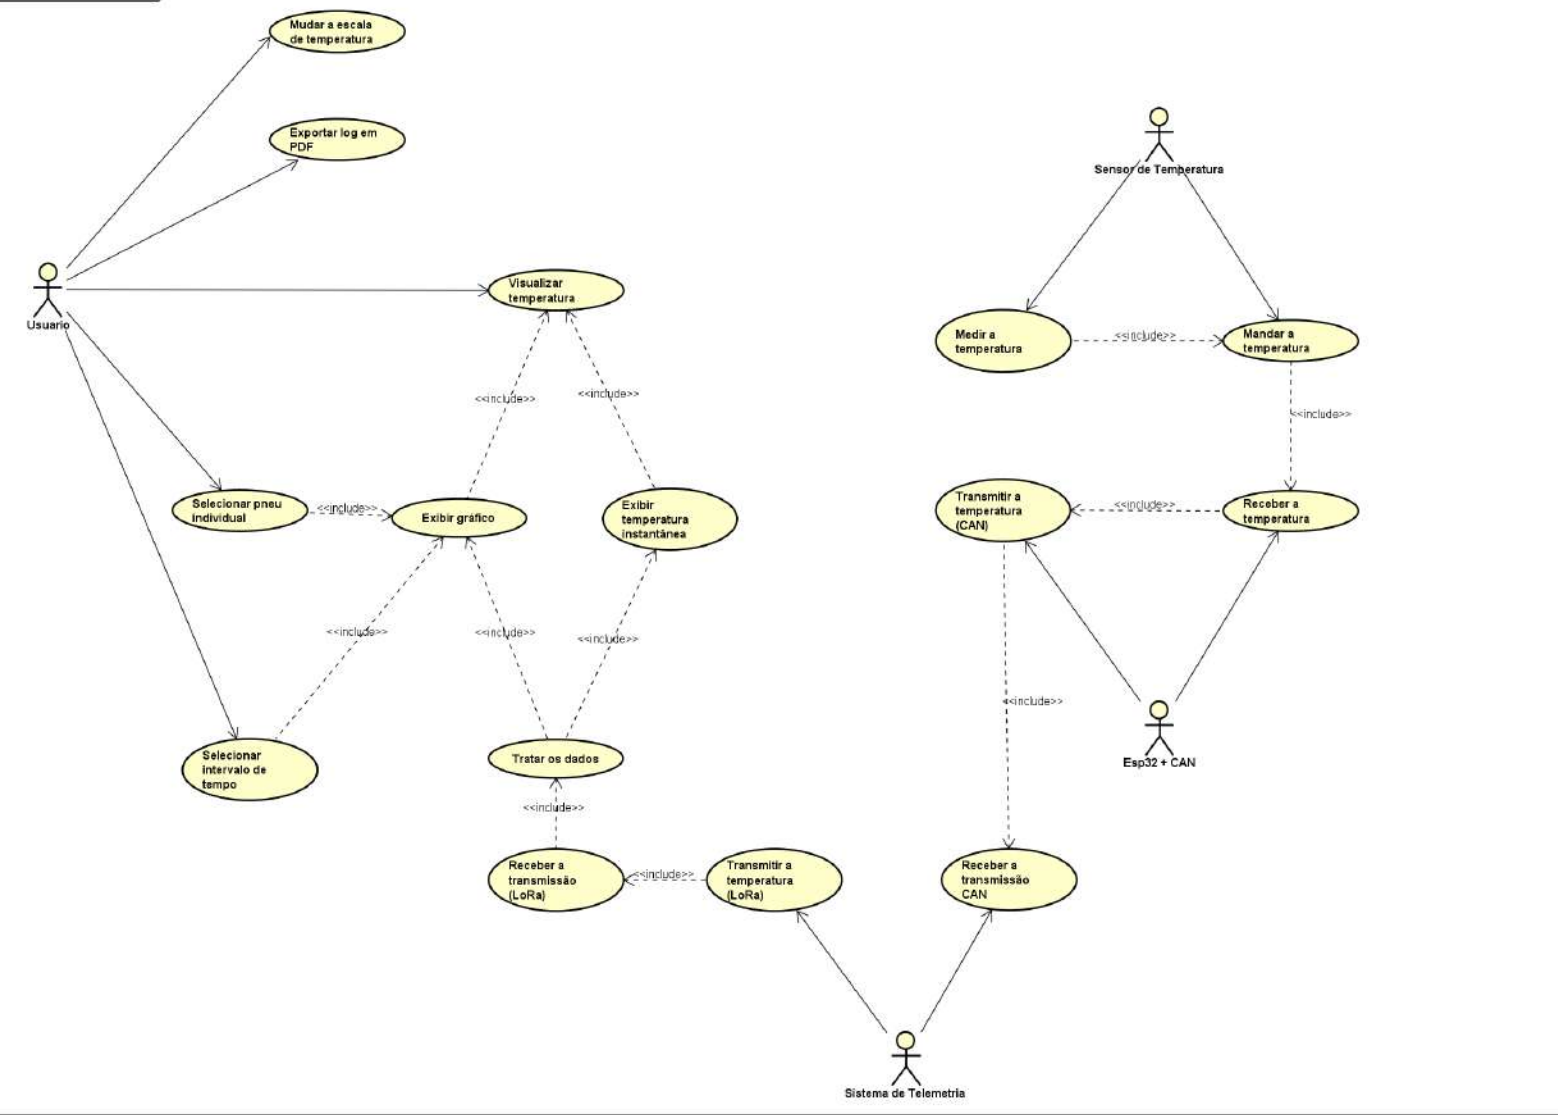 Mudar a escala
de temperatura
Exportar log em
PDF
Sensor de Temperatura
Usuario
Visualizar
temperatura
Medir a
temperatura
<<include>>
Mandar a
temperatura
<<include>>
<<include>>
<<include>>
Selecionar pneu
individual
<<include>>
Exibir gráfico
Exibir
temperatura
instantânea
Transmitir a
temperatura
(CAN)
<<include>>
Receber a
temperatura
<<include>>
<<include>>
<<include>>
<<include>>
Selecionar
intervalo de
tempo
Tratar os dados
Esp32 + CAN
<<include>>
Receber a
transmissão
(LoRa)
<<include>>
Transmitir a
temperatura
(LoRa)
Receber a
transmissão
CAN
Sistema de Telemetria